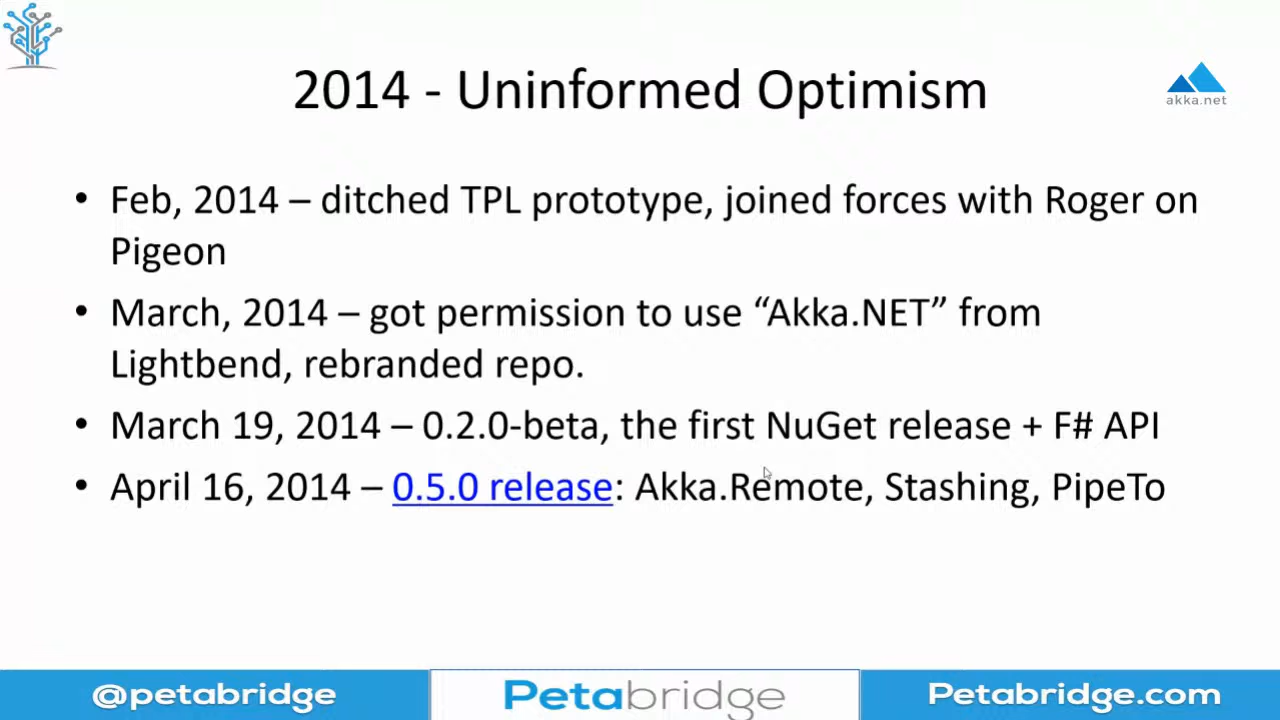 2014 - Uninformed Optimism
akka.net
• Feb, 2014 – ditched TPL prototype, joined forces with Roger on
Pigeon
• March, 2014 – got permission to use “Akka.NET” from
Lightbend, rebranded repo.
• March 19, 2014 – 0.2.0-beta, the first NuGet release + F# API
• April 16, 2014 – 0.5.0 release: Akka.Remote, Stashing, PipeTo
@petabridge
Petabridge
Petabridge.com